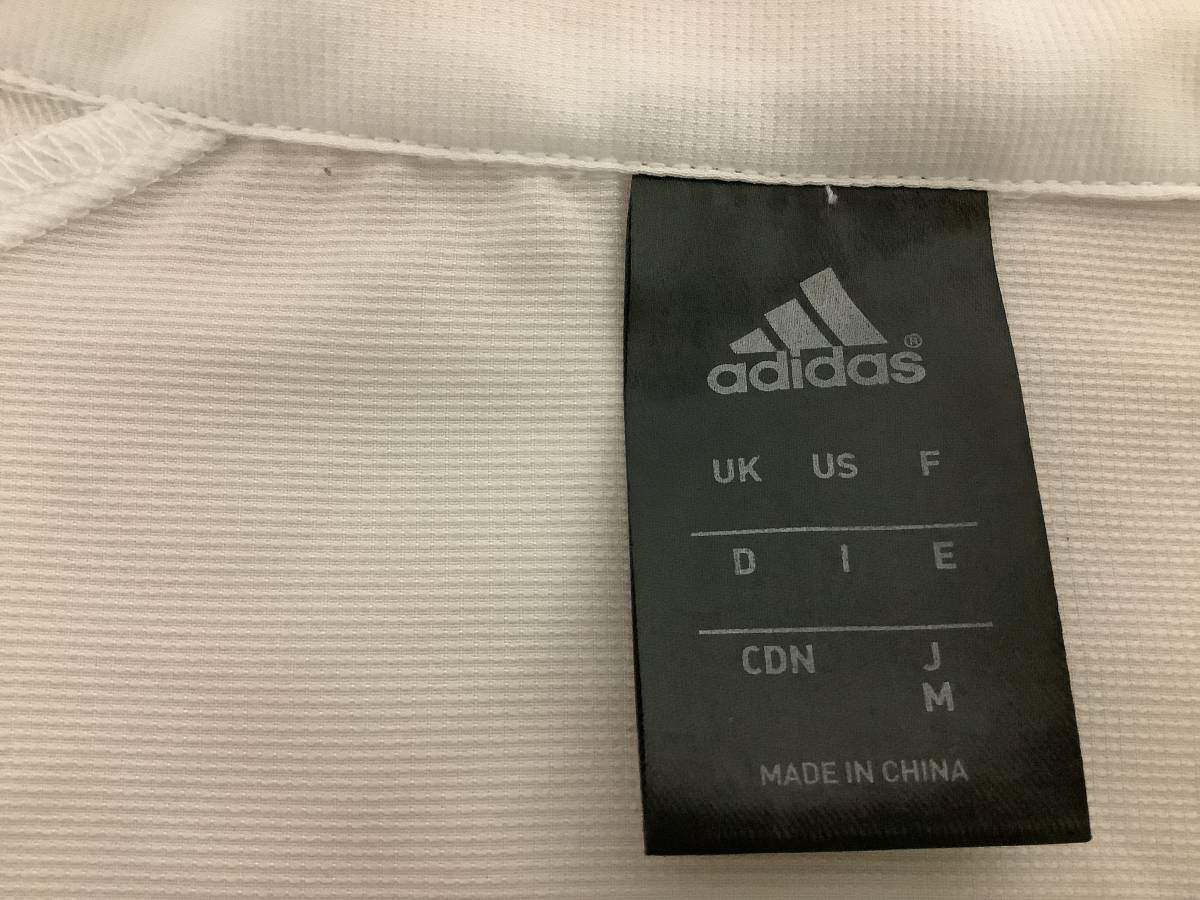 adidas®
UK US F
D I E
CDN J
M
MADE IN CHINA